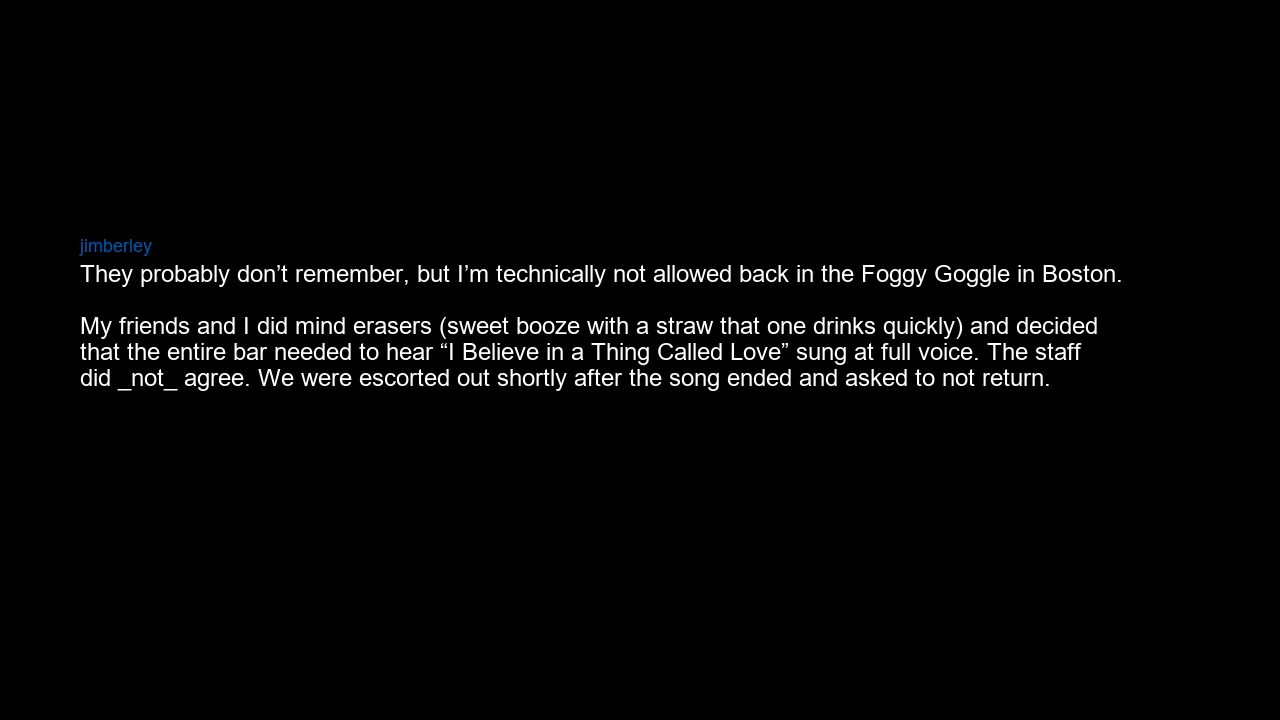 jimberley
They probably don’t remember, but I’m technically not allowed back in the Foggy Goggle in Boston.
My friends and I did mind erasers (sweet booze with a straw that one drinks quickly) and decided
that the entire bar needed to hear “I Believe in a Thing Called Love” sung at full voice. The staff
did _not_ agree. We were escorted out shortly after the song ended and asked to not return.